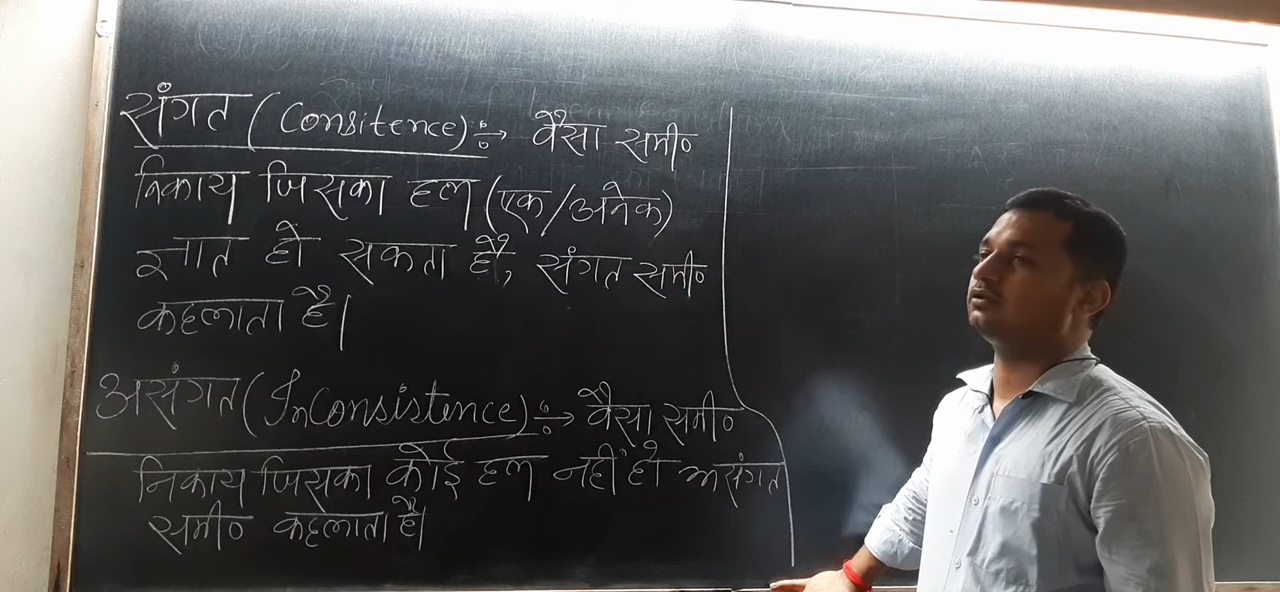 संगत (Consitence) ÷→ वैसा समी०
निकाय जिसका हल (एक/अनेक)
ज्ञात हो सकता है, संगत समी०
कहलाता है।
असंगत (InConsistence) ÷→ वैसा समी०
निकाय जिसका कोई हल नहीं हो असंगत
समी० कहलाता है।